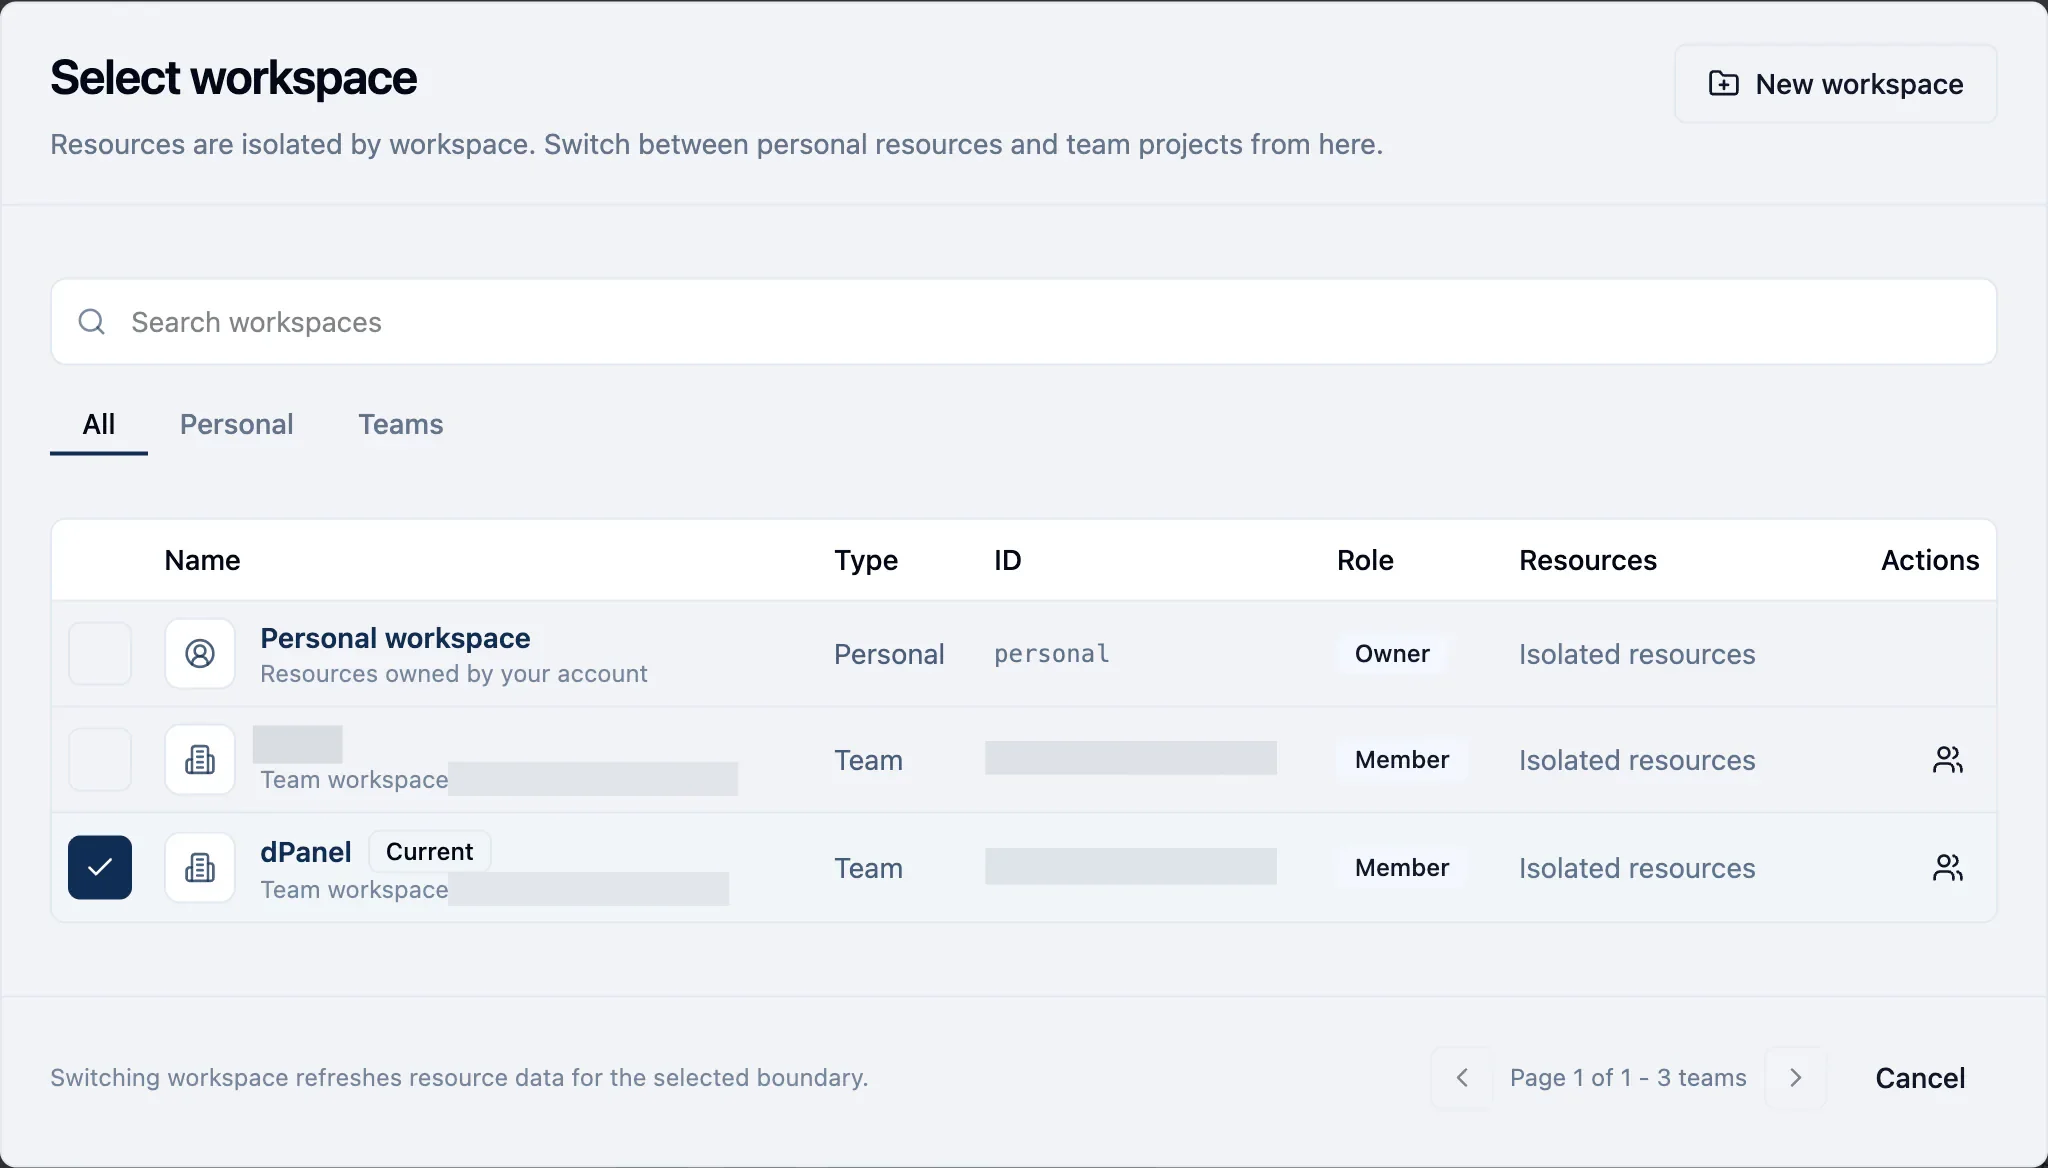 Select workspace
New workspace
Resources are isolated by workspace. Switch between personal resources and team projects from here.
Search workspaces
All Personal Teams
Name Type ID Role Resources Actions
Personal workspace
Resources owned by your account
Personal personal Owner Isolated resources
Team workspace
Team Member Isolated resources
dPanel Current
Team workspace
Team Member Isolated resources
Switching workspace refreshes resource data for the selected boundary.
Page 1 of 1 - 3 teams
Cancel